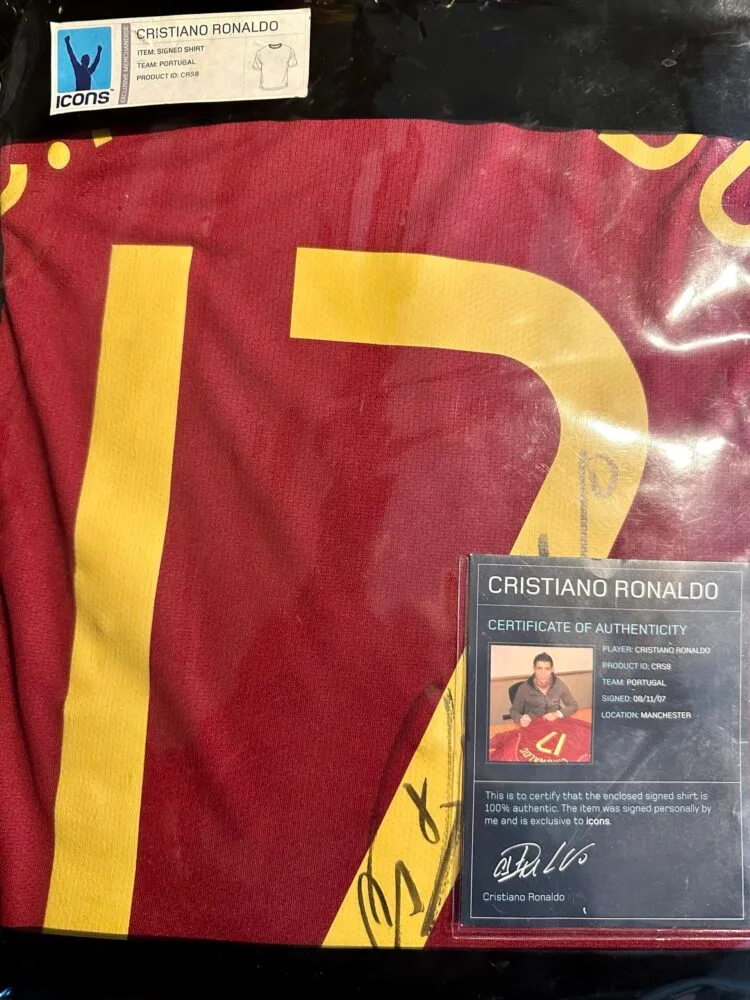 CRISTIANO RONALDO
ITEM: SIGNED SHIRT
TEAM: PORTUGAL
PRODUCT ID: CR58
EXCLUSIVE MERCHANDISE
ICONS
17
CRISTIANO RONALDO
CERTIFICATE OF AUTHENTICITY
PLAYER: CRISTIANO RONALDO
PRODUCT ID: CR58
TEAM: PORTUGAL
SIGNED: 08/11/07
LOCATION: MANCHESTER
This is to certify that the enclosed signed shirt is
100% authentic. The item was signed personally by
me and is exclusive to icons.
Cristiano Ronaldo